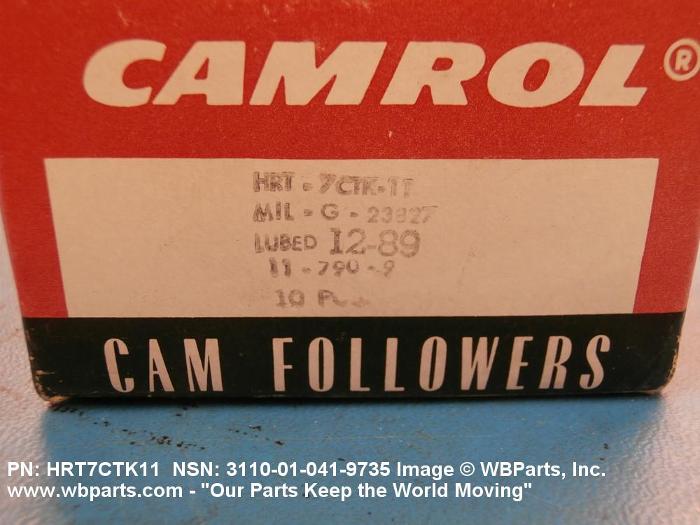 CAMROL®
HRT - 7CTK-11
MIL - G - 23827
LUBED 12-89
11 - 790 - 9
10
CAM FOLLOWERS
PN: HRT7CTK11 NSN: 3110-01-041-9735 Image © WBParts, Inc.
www.wbparts.com - "Our Parts Keep the World Moving"